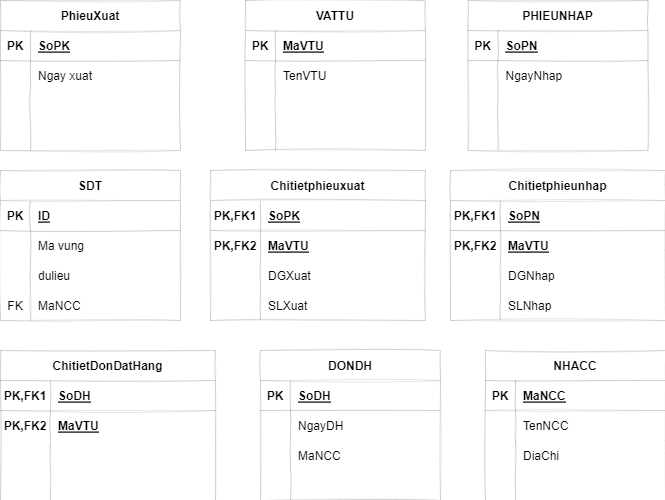 PhieuXuat
PK SoPK
Ngay xuat
VATTU
PK MaVTU
TenVTU
PHIEUNHAP
PK SoPN
NgayNhap
SDT
PK ID
Ma vung
dulieu
FK MaNCC
Chitietphieuxuat
PK,FK1 SoPK
PK,FK2 MaVTU
DGXuat
SLXuat
Chitietphieunhap
PK,FK1 SoPN
PK,FK2 MaVTU
DGNhap
SLNhap
ChitietDonDatHang
PK,FK1 SoDH
PK,FK2 MaVTU
DONDH
PK SoDH
NgayDH
MaNCC
NHACC
PK MaNCC
TenNCC
DiaChi